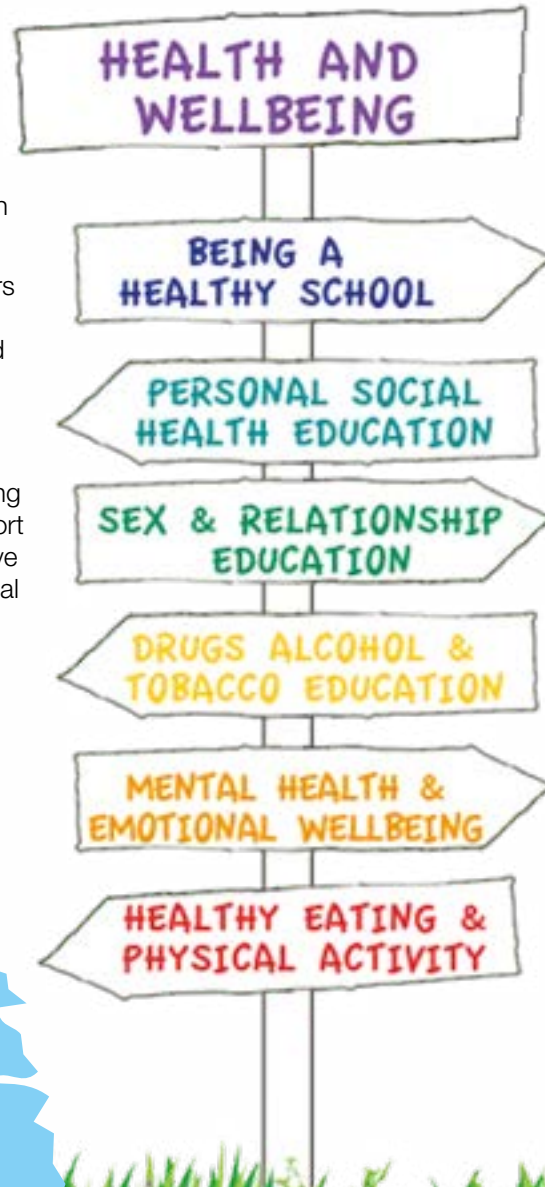 HEALTH AND
WELLBEING
BEING A
HEALTHY SCHOOL
PERSONAL SOCIAL
HEALTH EDUCATION
SEX & RELATIONSHIP
EDUCATION
DRUGS ALCOHOL &
TOBACCO EDUCATION
MENTAL HEALTH &
EMOTIONAL WELLBEING
HEALTHY EATING &
PHYSICAL ACTIVITY